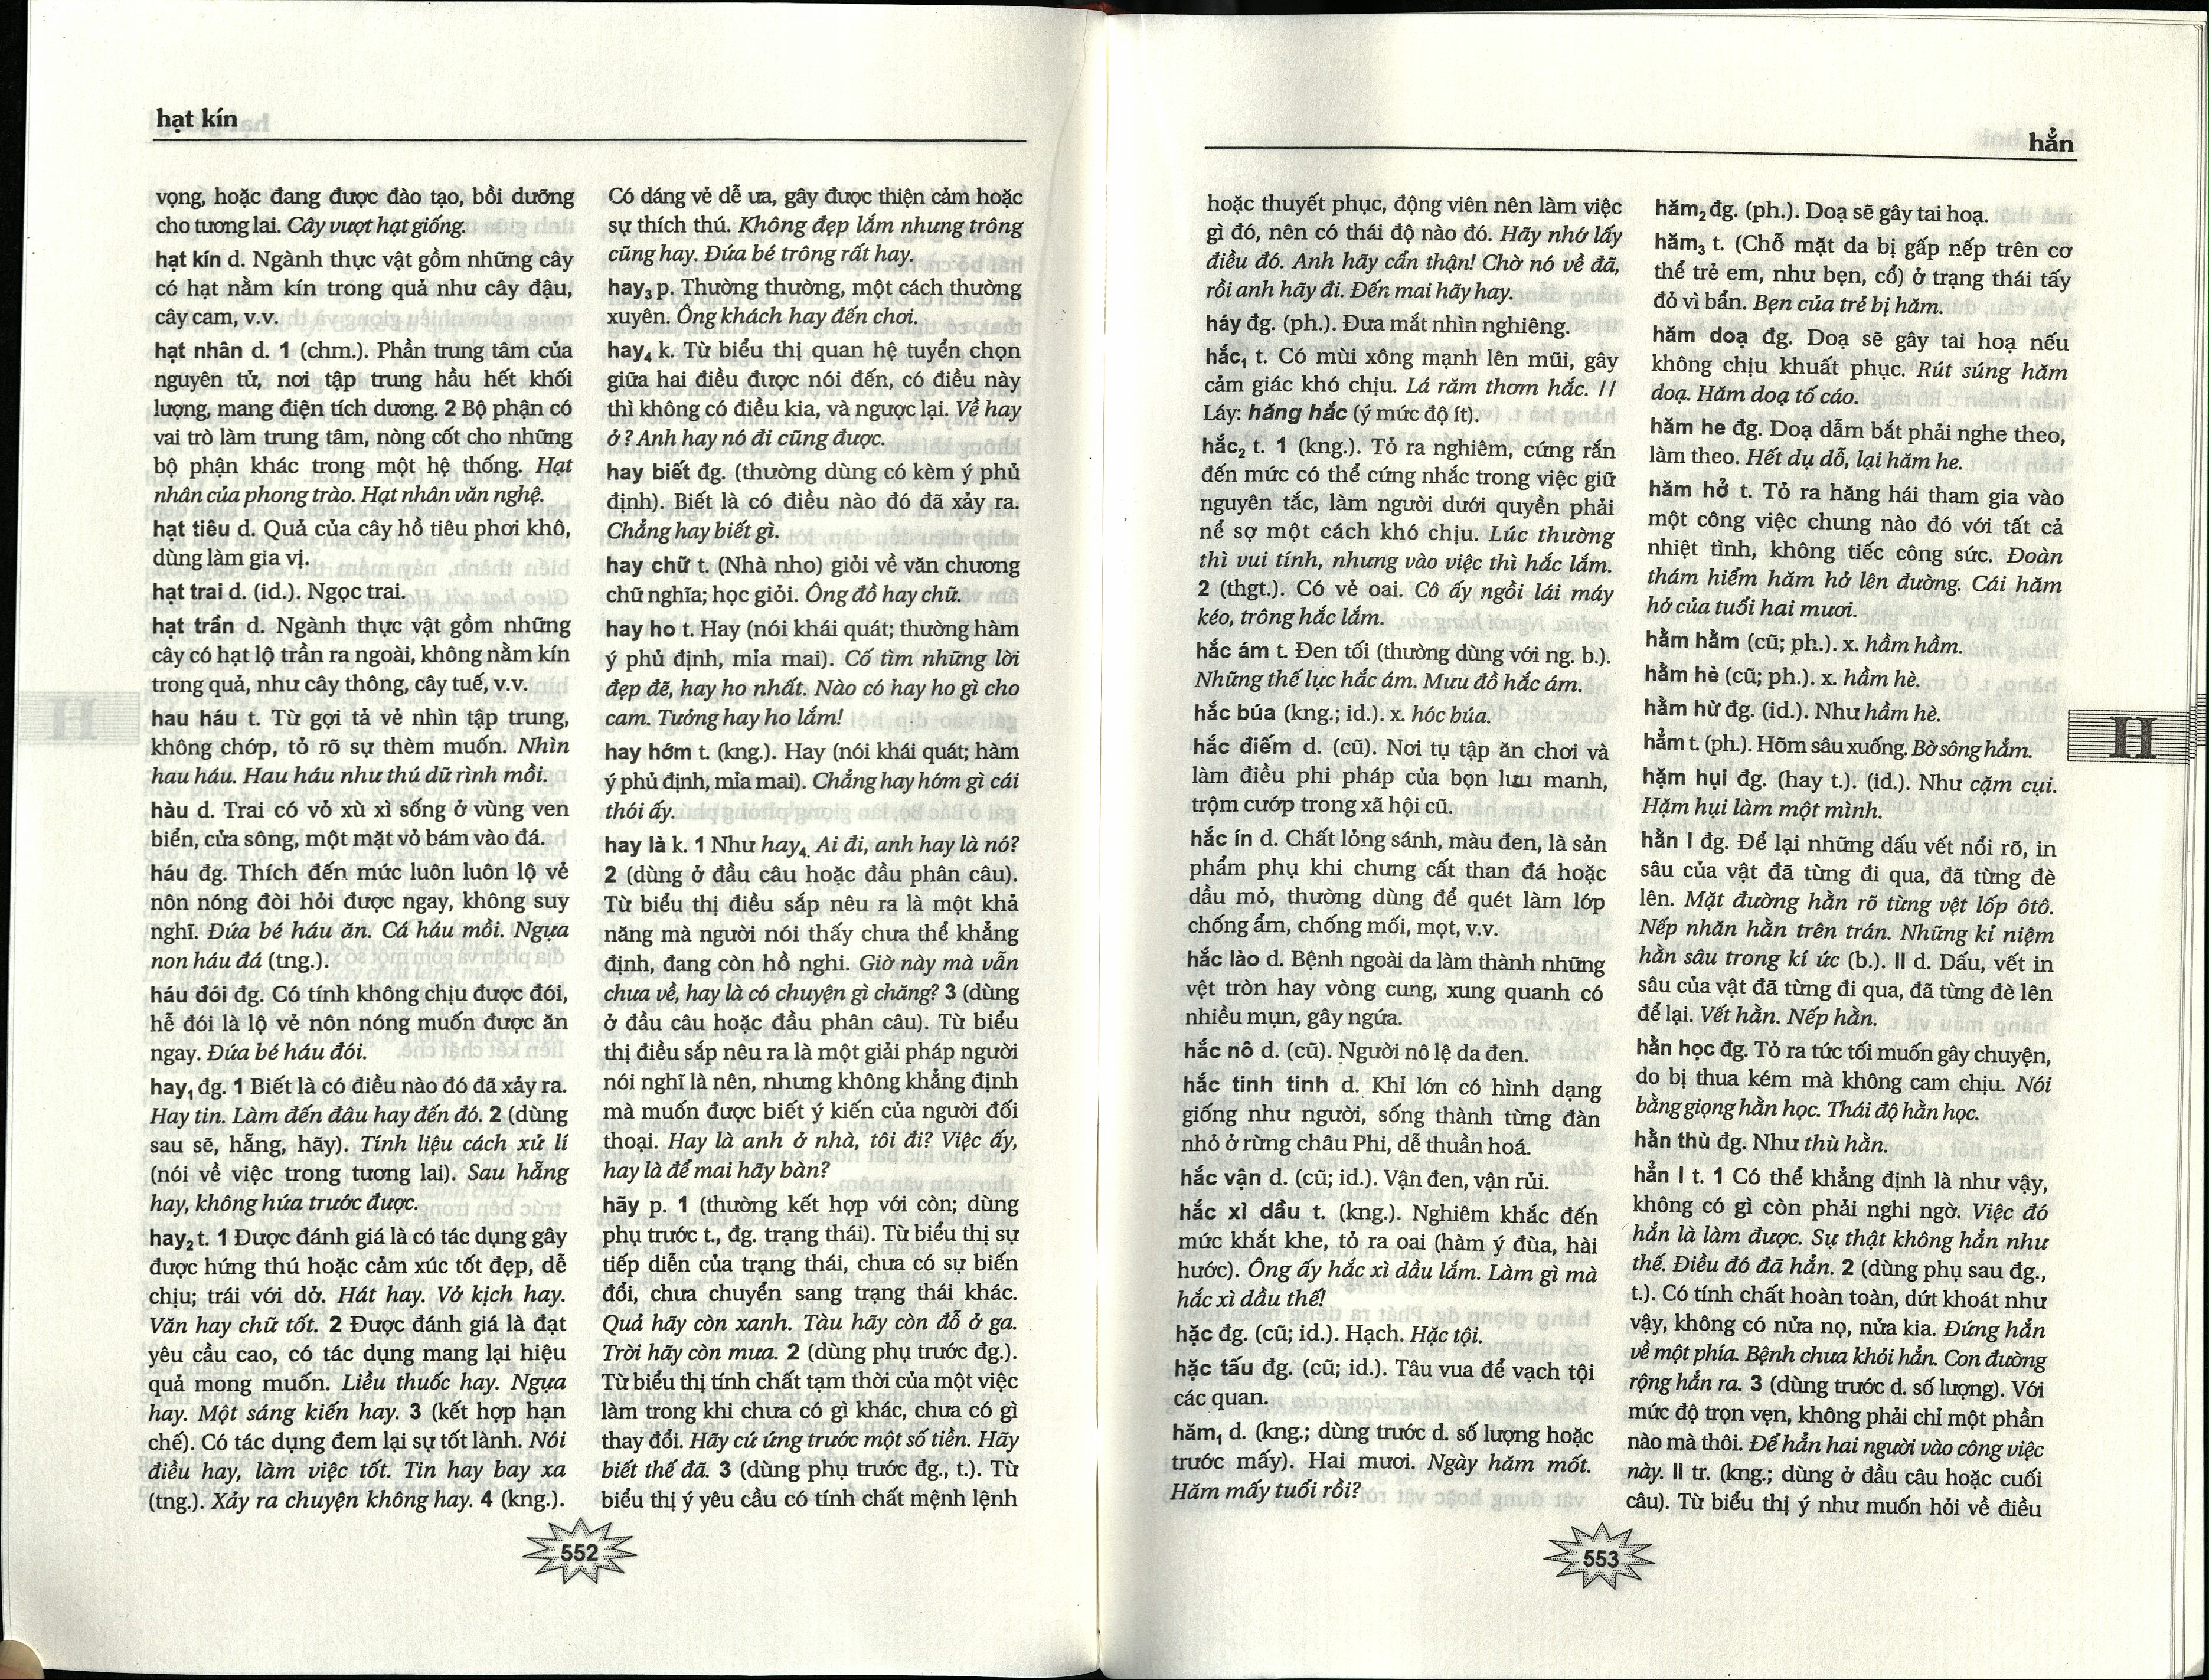 hạt kín
vọng, hoặc đang được đào tạo, bồi dưỡng
cho tương lai. Cây vượt hạt giống.
hạt kín d. Ngành thực vật gồm những cây
có hạt nằm kín trong quả như cây đậu,
cây cam, v.v.
hạt nhân d. 1 (chm.). Phần trung tâm của
nguyên tử, nơi tập trung hầu hết khối
lượng, mang điện tích dương. 2 Bộ phận có
vai trò làm trung tâm, nòng cốt cho những
bộ phận khác trong một hệ thống. Hạt
nhân của phong trào. Hạt nhân văn nghệ.
hạt tiêu d. Quả của cây hồ tiêu phơi khô,
dùng làm gia vị.
hạt trai d. (id.). Ngọc trai.
hạt trần d. Ngành thực vật gồm những
cây có hạt lộ trần ra ngoài, không nằm kín
trong quả, như cây thông, cây tuế, v.v.
hau háu t. Từ gợi tả vẻ nhìn tập trung,
không chớp, tỏ rõ sự thèm muốn. Nhìn
hau háu. Hau háu như thú dữ rình mồi.
hàu d. Trai có vỏ xù xì sống ở vùng ven
biển, cửa sông, một mặt vỏ bám vào đá.
háu đg. Thích đến mức luôn luôn lộ vẻ
nôn nóng đòi hỏi được ngay, không suy
nghĩ. Đứa bé háu ăn. Cá háu mồi. Ngựa
non háu đá (tng.).
háu đói đg. Có tính không chịu được đói,
hễ đói là lộ vẻ nôn nóng muốn được ăn
ngay. Đứa bé háu đói.
hay₁ đg. 1 Biết là có điều nào đó đã xảy ra.
Hay tin. Làm đến đâu hay đến đó. 2 (dùng
sau sẽ, hẵng, hãy). Tính liệu cách xử lí
(nói về việc trong tương lai). Sau hẵng
hay, không hứa trước được.
hay₂ t. 1 Được đánh giá là có tác dụng gây
được hứng thú hoặc cảm xúc tốt đẹp, dễ
chịu; trái với dở. Hát hay. Vở kịch hay.
Văn hay chữ tốt. 2 Được đánh giá là đạt
yêu cầu cao, có tác dụng mang lại hiệu
quả mong muốn. Liều thuốc hay. Ngựa
hay. Một sáng kiến hay. 3 (kết hợp hạn
chế). Có tác dụng đem lại sự tốt lành. Nói
điều hay, làm việc tốt. Tin hay bay xa
(tng.). Xảy ra chuyện không hay. 4 (kng.).
Có dáng vẻ dễ ưa, gây được thiện cảm hoặc
sự thích thú. Không đẹp lắm nhưng trông
cũng hay. Đứa bé trông rất hay.
hay₃ p. Thường thường, một cách thường
xuyên. Ông khách hay đến chơi.
hay₄ k. Từ biểu thị quan hệ tuyển chọn
giữa hai điều được nói đến, có điều này
thì không có điều kia, và ngược lại. Về hay
ở ? Anh hay nó đi cũng được.
hay biết đg. (thường dùng có kèm ý phủ
định). Biết là có điều nào đó đã xảy ra.
Chẳng hay biết gì.
hay chữ t. (Nhà nho) giỏi về văn chương
chữ nghĩa; học giỏi. Ông đồ hay chữ.
hay ho t. Hay (nói khái quát; thường hàm
ý phủ định, mỉa mai). Cố tìm những lời
đẹp đẽ, hay ho nhất. Nào có hay ho gì cho
cam. Tưởng hay ho lắm!
hay hớm t. (kng.). Hay (nói khái quát; hàm
ý phủ định, mỉa mai). Chẳng hay hớm gì cái
thói ấy.
hay là k. 1 Như hay₄. Ai đi, anh hay là nó?
2 (dùng ở đầu câu hoặc đầu phân câu).
Từ biểu thị điều sắp nêu ra là một khả
năng mà người nói thấy chưa thể khẳng
định, đang còn hồ nghi. Giờ này mà vẫn
chưa về, hay là có chuyện gì chăng? 3 (dùng
ở đầu câu hoặc đầu phân câu). Từ biểu
thị điều sắp nêu ra là một giải pháp người
nói nghĩ là nên, nhưng không khẳng định
mà muốn được biết ý kiến của người đối
thoại. Hay là anh ở nhà, tôi đi? Việc ấy,
hay là để mai hãy bàn?
hãy p. 1 (thường kết hợp với còn; dùng
phụ trước t., đg. trạng thái). Từ biểu thị sự
tiếp diễn của trạng thái, chưa có sự biến
đổi, chưa chuyển sang trạng thái khác.
Quả hãy còn xanh. Tàu hãy còn đỗ ở ga.
Trời hãy còn mưa. 2 (dùng phụ trước đg.).
Từ biểu thị tính chất tạm thời của một việc
làm trong khi chưa có gì khác, chưa có gì
thay đổi. Hãy cứ ứng trước một số tiền. Hãy
biết thế đã. 3 (dùng phụ trước đg., t.). Từ
biểu thị ý yêu cầu có tính chất mệnh lệnh
552
hẳn
hoặc thuyết phục, động viên nên làm việc
gì đó, nên có thái độ nào đó. Hãy nhớ lấy
điều đó. Anh hãy cẩn thận! Chờ nó về đã,
rồi anh hãy đi. Đến mai hãy hay.
háy đg. (ph.). Đưa mắt nhìn nghiêng.
hắc₁ t. Có mùi xông mạnh lên mũi, gây
cảm giác khó chịu. Lá răm thơm hắc. //
Láy: hăng hắc (ý mức độ ít).
hắc₂ t. 1 (kng.). Tỏ ra nghiêm, cứng rắn
đến mức có thể cứng nhắc trong việc giữ
nguyên tắc, làm người dưới quyền phải
nể sợ một cách khó chịu. Lúc thường
thì vui tính, nhưng vào việc thì hắc lắm.
2 (thgt.). Có vẻ oai. Cô ấy ngồi lái máy
kéo, trông hắc lắm.
hắc ám t. Đen tối (thường dùng với ng. b.).
Những thế lực hắc ám. Mưu đồ hắc ám.
hắc búa (kng.; id.). x. hóc búa.
hắc điếm d. (cũ). Nơi tụ tập ăn chơi và
làm điều phi pháp của bọn lưu manh,
trộm cướp trong xã hội cũ.
hắc ín d. Chất lỏng sánh, màu đen, là sản
phẩm phụ khi chưng cất than đá hoặc
dầu mỏ, thường dùng để quét làm lớp
chống ẩm, chống mối, mọt, v.v.
hắc lào d. Bệnh ngoài da làm thành những
vệt tròn hay vòng cung, xung quanh có
nhiều mụn, gây ngứa.
hắc nô d. (cũ). Người nô lệ da đen.
hắc tinh tinh d. Khỉ lớn có hình dạng
giống như người, sống thành từng đàn
nhỏ ở rừng châu Phi, dễ thuần hoá.
hắc vận d. (cũ; id.). Vận đen, vận rủi.
hắc xì dầu t. (kng.). Nghiêm khắc đến
mức khắt khe, tỏ ra oai (hàm ý đùa, hài
hước). Ông ấy hắc xì dầu lắm. Làm gì mà
hắc xì dầu thế!
hặc đg. (cũ; id.). Hạch. Hặc tội.
hặc tấu đg. (cũ; id.). Tâu vua để vạch tội
các quan.
hăm₁ d. (kng.; dùng trước d. số lượng hoặc
trước mấy). Hai mươi. Ngày hăm mốt.
Hăm mấy tuổi rồi?
hăm₂ đg. (ph.). Doạ sẽ gây tai hoạ.
hăm₃ t. (Chỗ mặt da bị gấp nếp trên cơ
thể trẻ em, như bẹn, cổ) ở trạng thái tấy
đỏ vì bẩn. Bẹn của trẻ bị hăm.
hăm doạ đg. Doạ sẽ gây tai hoạ nếu
không chịu khuất phục. Rút súng hăm
doạ. Hăm doạ tố cáo.
hăm he đg. Doạ dẫm bắt phải nghe theo,
làm theo. Hết dụ dỗ, lại hăm he.
hăm hở t. Tỏ ra hăng hái tham gia vào
một công việc chung nào đó với tất cả
nhiệt tình, không tiếc công sức. Đoàn
thám hiểm hăm hở lên đường. Cái hăm
hở của tuổi hai mươi.
hằm hằm (cũ; ph.). x. hầm hầm.
hằm hè (cũ; ph.). x. hầm hè.
hằm hừ đg. (id.). Như hầm hè.
hẳm t. (ph.). Hõm sâu xuống. Bờ sông hẳm.
hặm hụi đg. (hay t.). (id.). Như cặm cụi.
Hặm hụi làm một mình.
hằn I đg. Để lại những dấu vết nổi rõ, in
sâu của vật đã từng đi qua, đã từng đè
lên. Mặt đường hằn rõ từng vệt lốp ôtô.
Nếp nhăn hằn trên trán. Những kỉ niệm
hằn sâu trong kí ức (b.). II d. Dấu, vết in
sâu của vật đã từng đi qua, đã từng đè lên
để lại. Vết hằn. Nếp hằn.
hằn học đg. Tỏ ra tức tối muốn gây chuyện,
do bị thua kém mà không cam chịu. Nói
bằng giọng hằn học. Thái độ hằn học.
hằn thù đg. Như thù hằn.
hẳn I t. 1 Có thể khẳng định là như vậy,
không có gì còn phải nghi ngờ. Việc đó
hẳn là làm được. Sự thật không hẳn như
thế. Điều đó đã hẳn. 2 (dùng phụ sau đg.,
t.). Có tính chất hoàn toàn, dứt khoát như
vậy, không có nửa nọ, nửa kia. Đứng hẳn
về một phía. Bệnh chưa khỏi hẳn. Con đường
rộng hẳn ra. 3 (dùng trước d. số lượng). Với
mức độ trọn vẹn, không phải chỉ một phần
nào mà thôi. Để hẳn hai người vào công việc
này. II tr. (kng.; dùng ở đầu câu hoặc cuối
câu). Từ biểu thị ý như muốn hỏi về điều
H
553